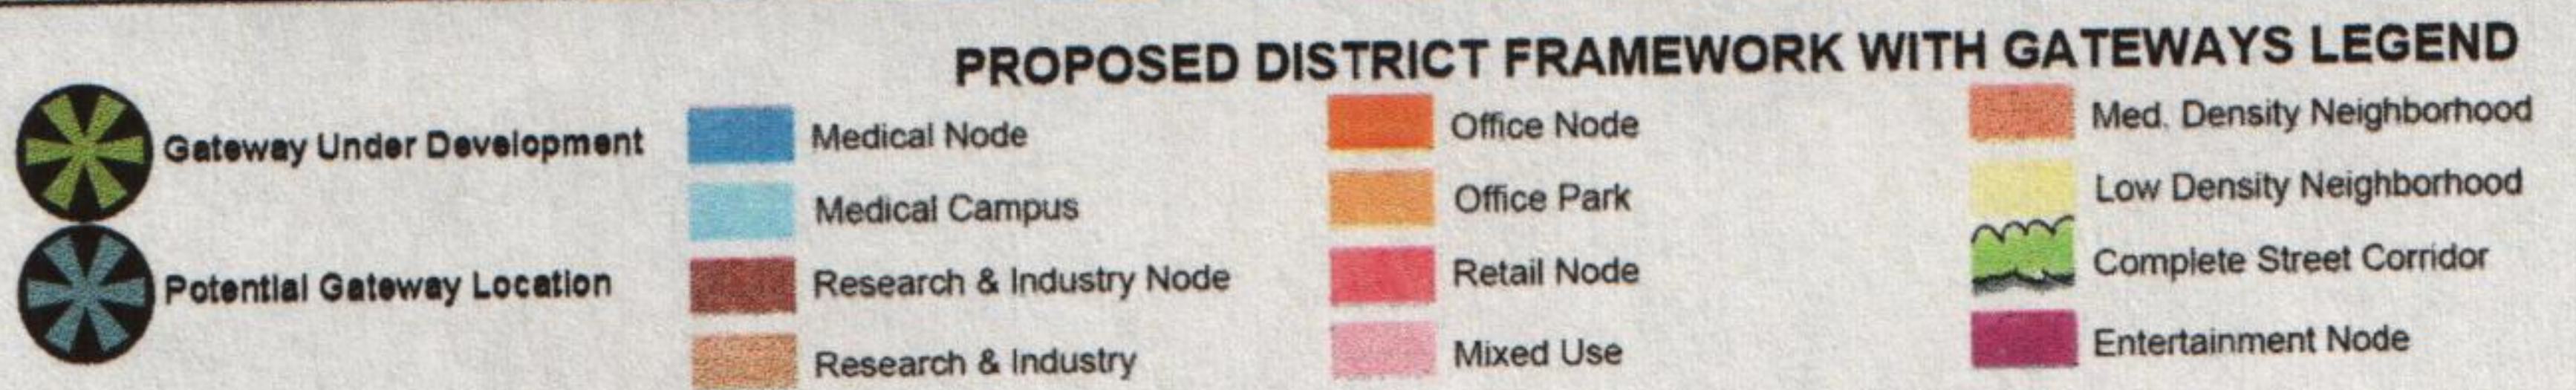 PROPOSED DISTRICT FRAMEWORK WITH GATEWAYS LEGEND
Gateway Under Development
Potential Gateway Location
Medical Node
Medical Campus
Research & Industry Node
Research & Industry
Office Node
Office Park
Retail Node
Mixed Use
Med. Density Neighborhood
Low Density Neighborhood
Complete Street Corridor
Entertainment Node